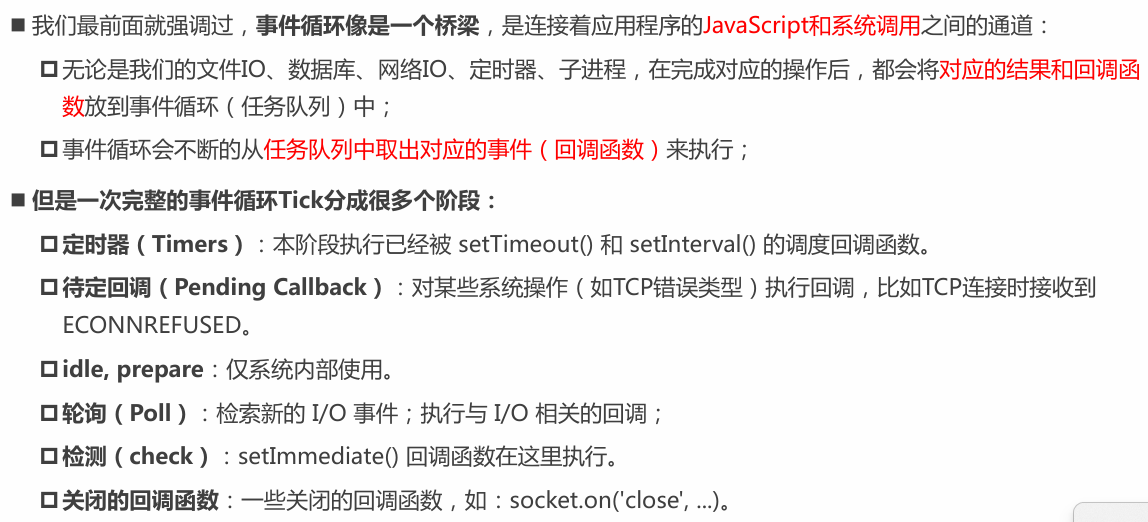 ■ 我们最前面就强调过，事件循环像是一个桥梁，是连接着应用程序的JavaScript和系统调用之间的通道：
无论是我们的文件IO、数据库、网络IO、定时器、子进程，在完成对应的操作后，都会将对应的结果和回调函
数放到事件循环（任务队列）中；
事件循环会不断的从任务队列中取出对应的事件（回调函数）来执行；
■ 但是一次完整的事件循环Tick分成很多个阶段：
定时器（Timers）：本阶段执行已经被 setTimeout() 和 setInterval() 的调度回调函数。
待定回调（Pending Callback）：对某些系统操作（如TCP错误类型）执行回调，比如TCP连接时接收到
ECONNREFUSED。
idle, prepare：仅系统内部使用。
轮询（Poll）：检索新的 I/O 事件；执行与 I/O 相关的回调；
检测（check）：setImmediate() 回调函数在这里执行。
关闭的回调函数：一些关闭的回调函数，如：socket.on('close', ...)。